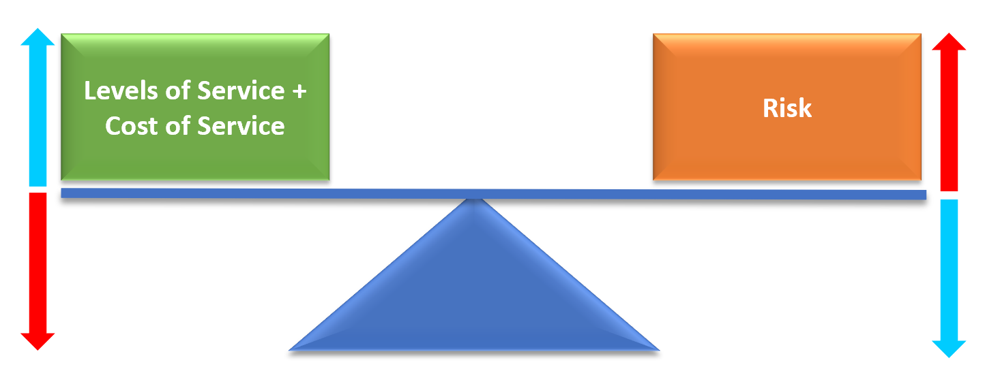 Levels of Service +
Cost of Service
Risk